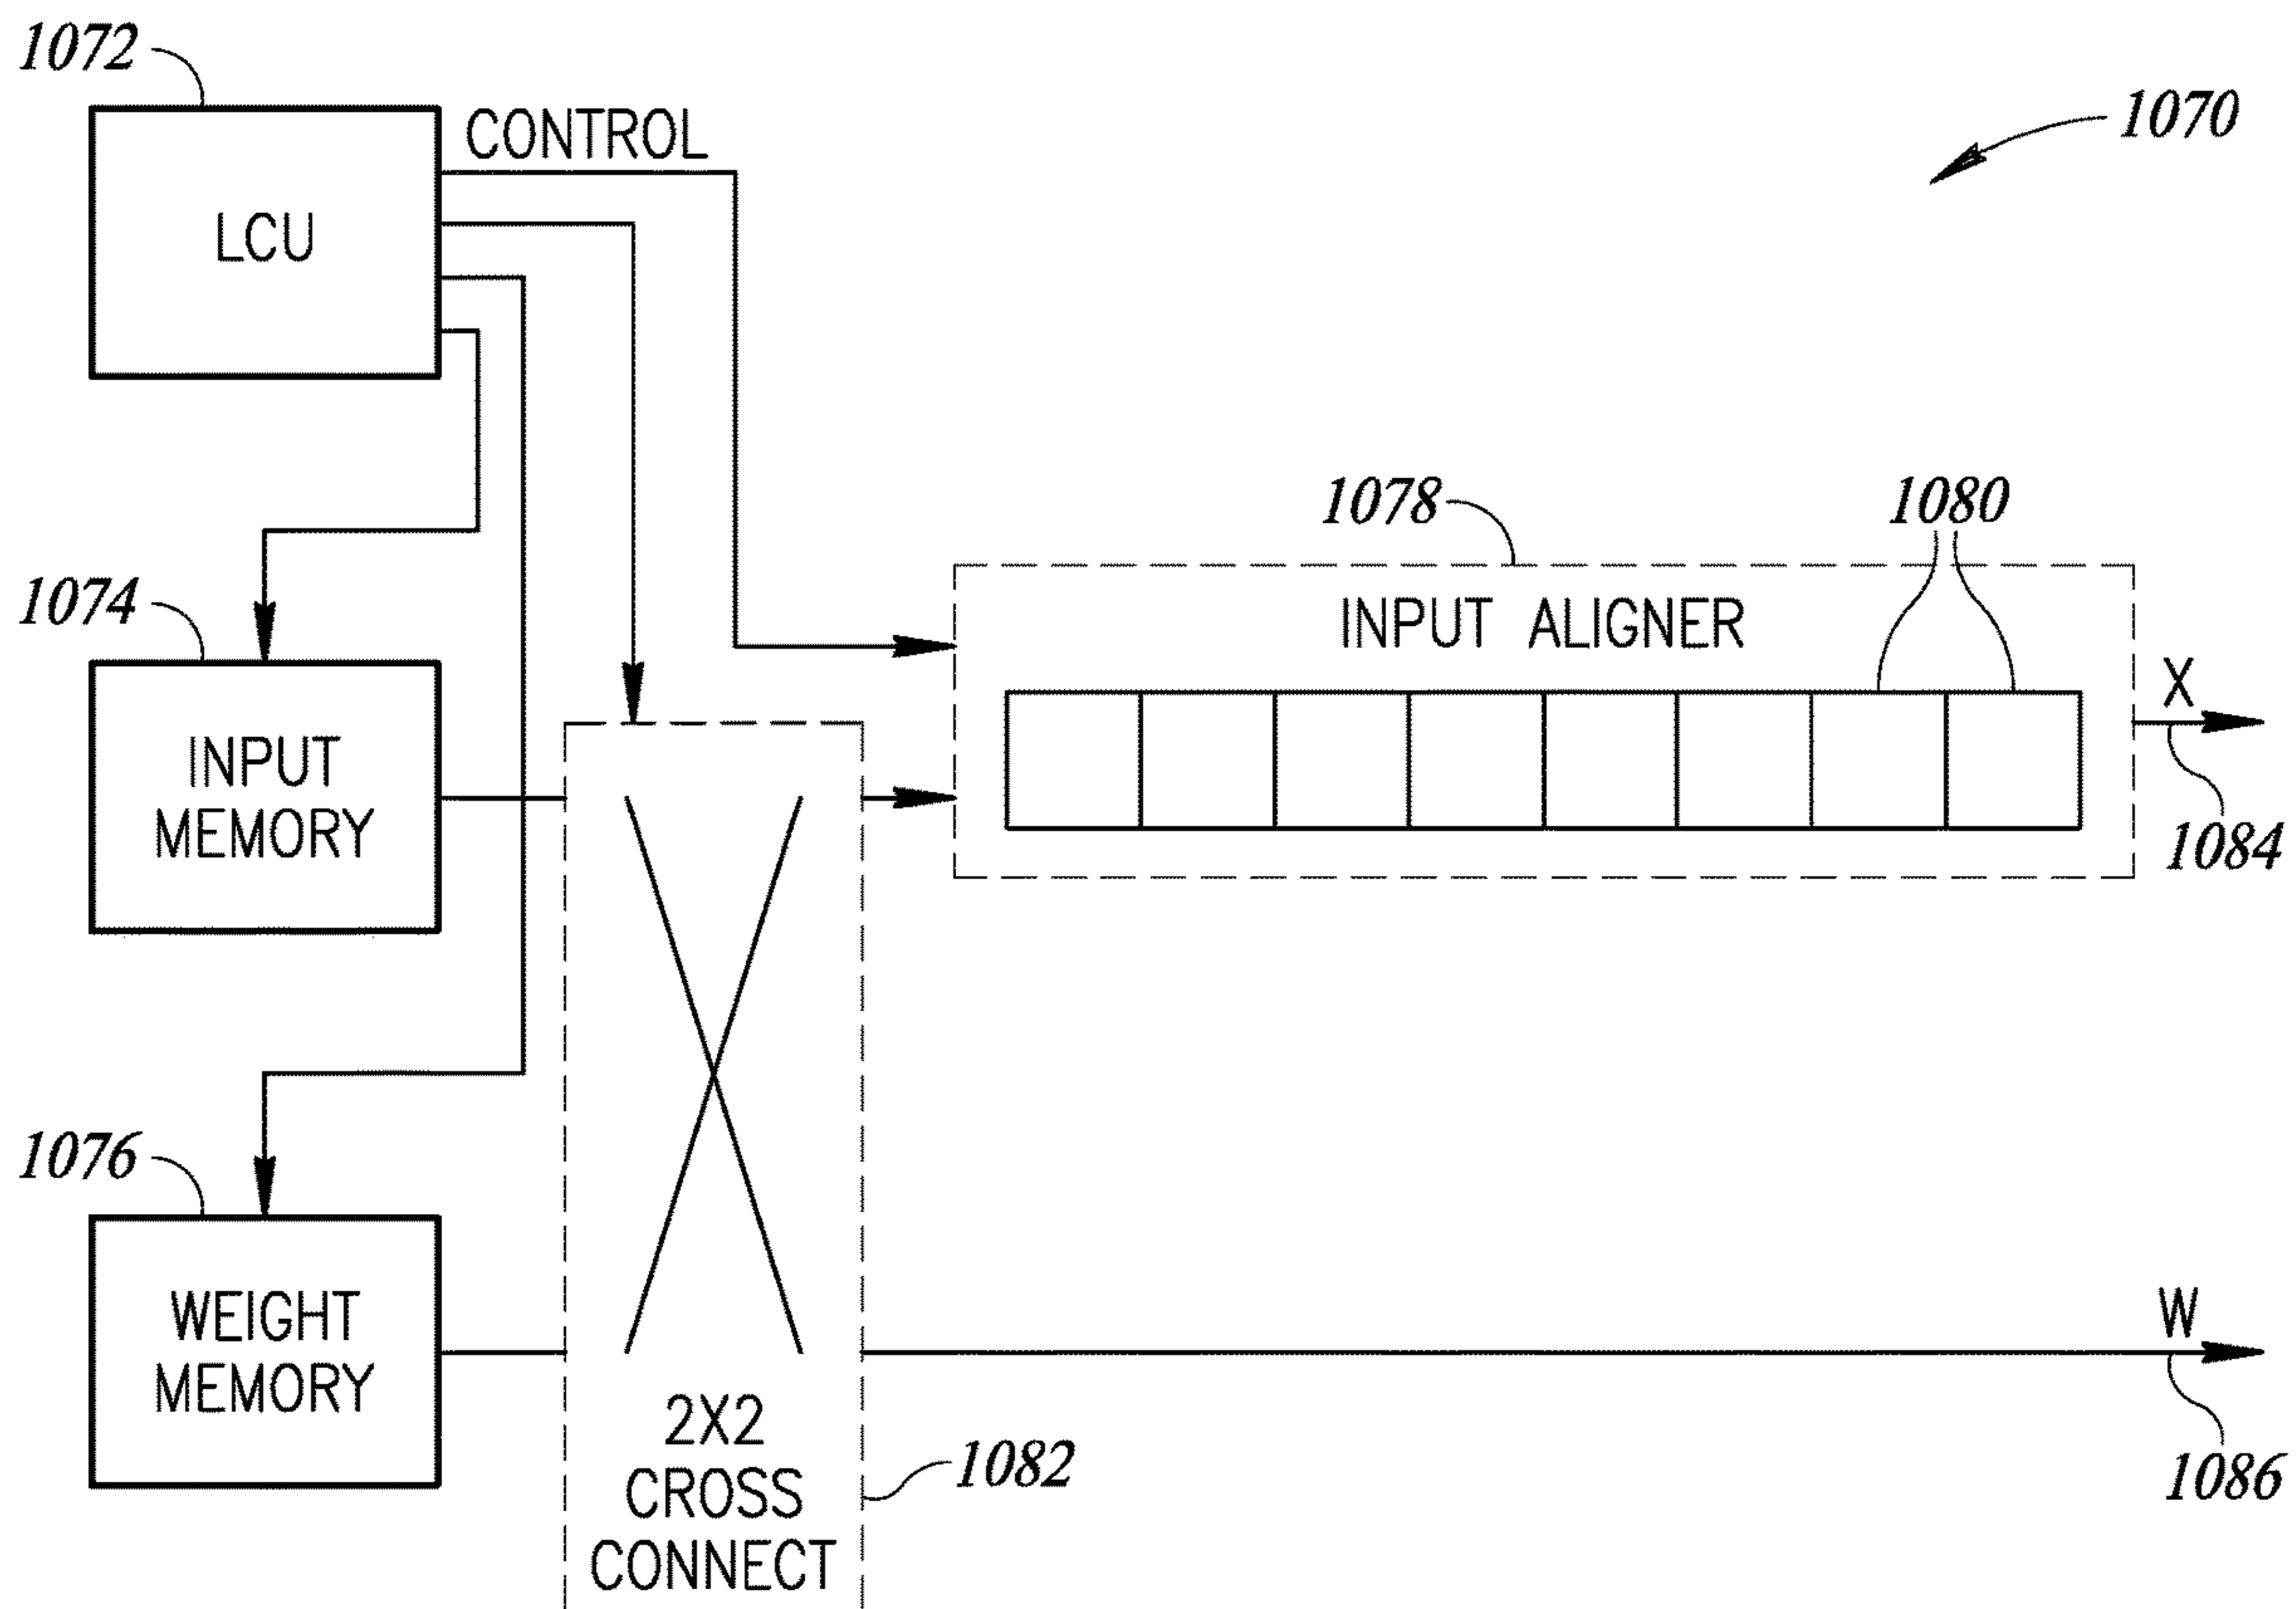 1072
CONTROL
1070
LCU
1078
1080
1074
INPUT ALIGNER
X
INPUT
MEMORY
1084
1076
W
WEIGHT
MEMORY
2X2
CROSS
CONNECT
1082
1086